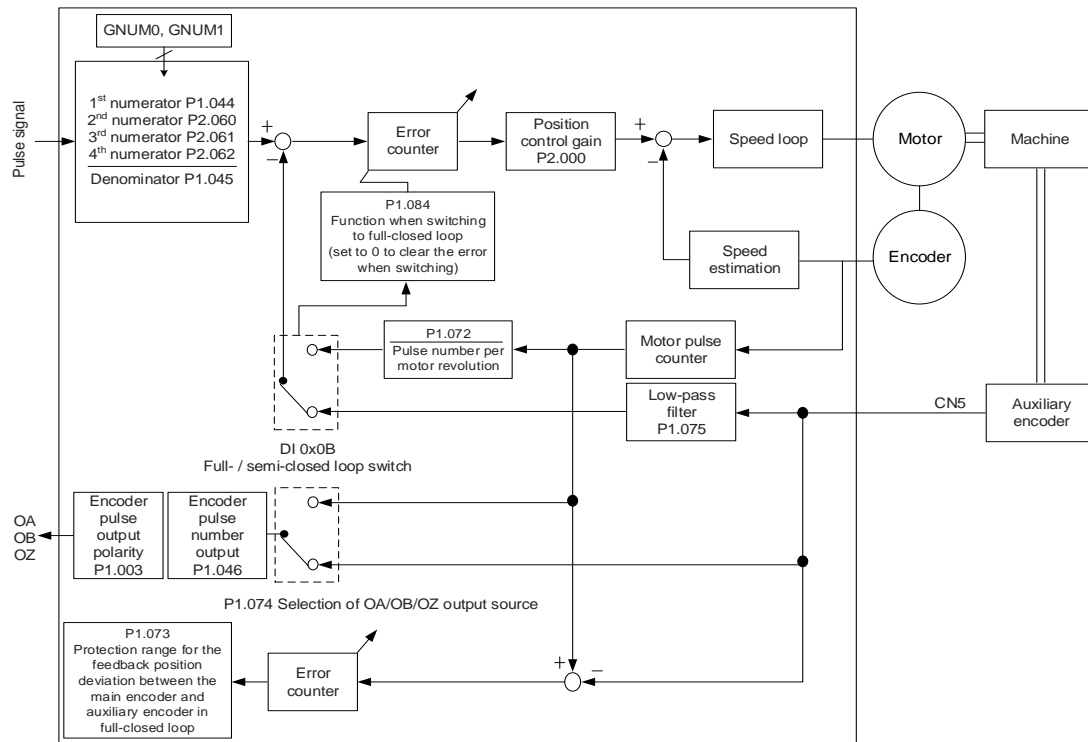 GNUM0, GNUM1
Pulse signal
1st numerator P1.044
2nd numerator P2.060
3rd numerator P2.061
4th numerator P2.062
Denominator P1.045
+
−
Error
counter
Position
control gain
P2.000
+
−
Speed loop
Motor
Machine
P1.084
Function when switching
to full-closed loop
(set to 0 to clear the error
when switching)
Speed
estimation
Encoder
P1.072
Pulse number per
motor revolution
Motor pulse
counter
Low-pass
filter
P1.075
CN5
Auxiliary
encoder
DI 0x0B
Full- / semi-closed loop switch
OA
OB
OZ
Encoder
pulse
output
polarity
P1.003
Encoder
pulse
number
output
P1.046
P1.074 Selection of OA/OB/OZ output source
P1.073
Protection range for the
feedback position
deviation between the
main encoder and
auxiliary encoder in
full-closed loop
Error
counter
+
−